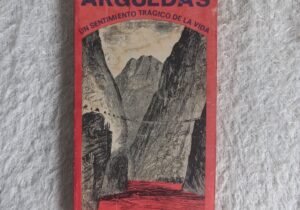 ARGUEDAS
UN SENTIMIENTO TRÁGICO DE LA VIDA